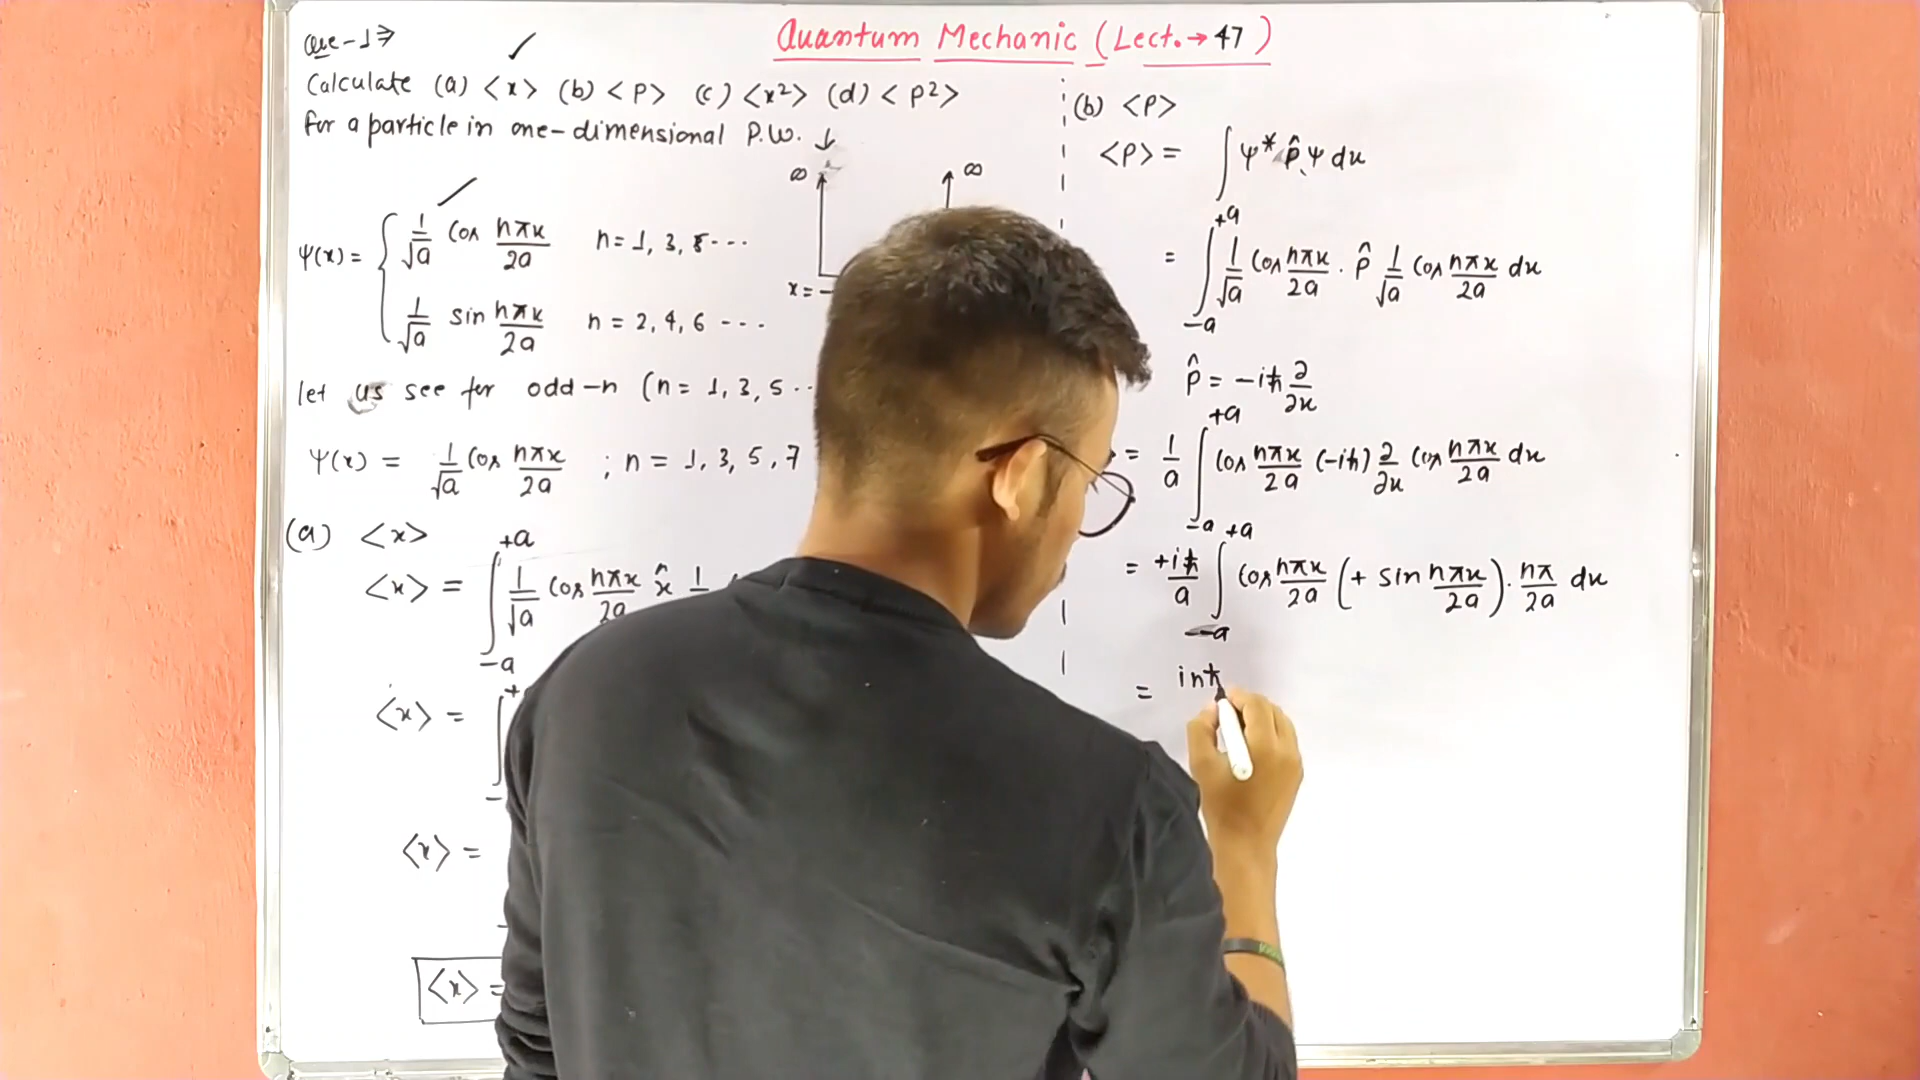 Quantum Mechanic (Lect.→ 47)
Que-1⇒
Calculate (a) <x> (b) <P> (c) <x²> (d) <P²>
for a particle in one-dimensional P.W. ↓
∞ ∞
x = -
ψ(x) = { 1/√a Cos nπx/2a n = 1, 3, 5 ...
1/√a sin nπx/2a n = 2, 4, 6 ---
let us see for odd-n (n = 1, 3, 5 ..
ψ(x) = 1/√a Cos nπx/2a ; n = 1, 3, 5, 7
(a) <x>
<x> = ∫_{-a}^{+a} 1/√a Cos nπx/2a x̂ 1
<x> = ∫
<x> =
<x> =
(b) <P>
<P> = ∫ ψ* p̂ ψ dx
= ∫_{-a}^{+a} 1/√a Cos nπx/2a · p̂ 1/√a Cos nπx/2a dx
p̂ = -iħ ∂/∂x
= 1/a ∫_{-a}^{+a} Cos nπx/2a (-iħ) ∂/∂x Cos nπx/2a dx
= +iħ/a ∫_{-a}^{+a} Cos nπx/2a (+ sin nπx/2a) · nπ/2a dx
= inħ